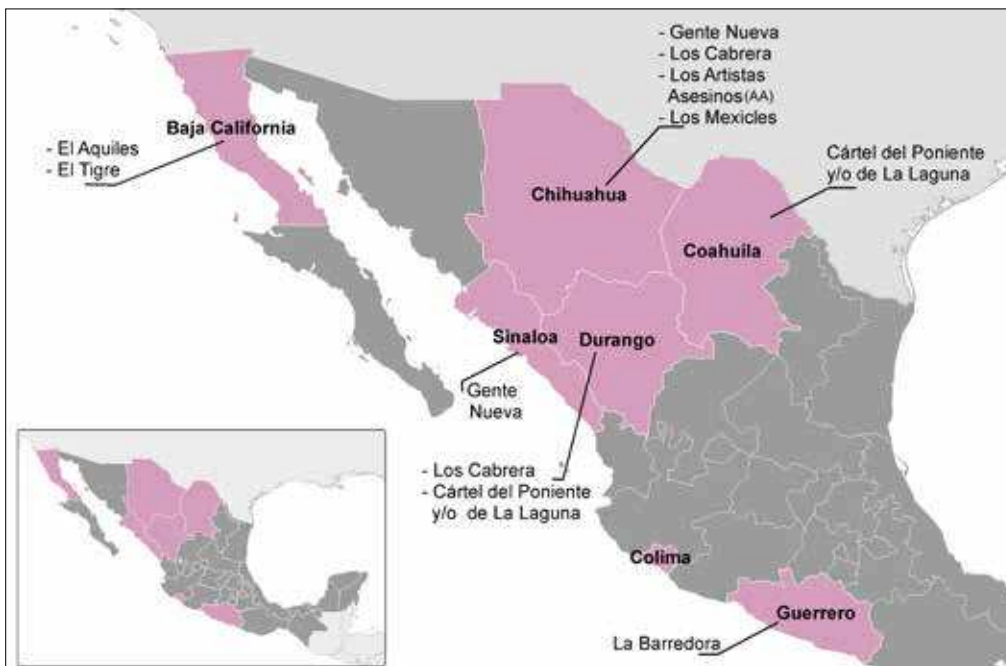 - Gente Nueva
- Los Cabrera
- Los Artistas
Asesinos(AA)
- Los Mexicles
Baja California
- El Aquiles
- El Tigre
Cártel del Poniente
y/o de La Laguna
Chihuahua
Coahuila
Sinaloa
Durango
Gente
Nueva
- Los Cabrera
- Cártel del Poniente
y/o de La Laguna
Colima
Guerrero
La Barredora